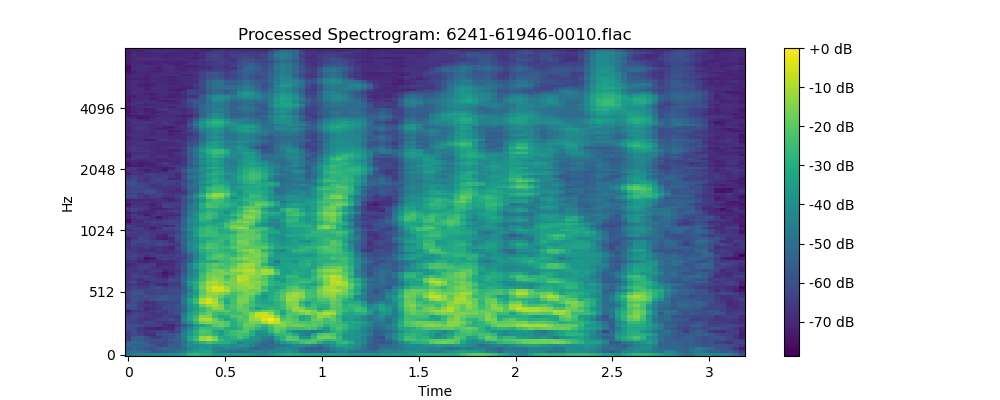 Processed Spectrogram: 6241-61946-0010.flac
Hz
4096
2048
1024
512
0
0 0.5 1 1.5 2 2.5 3
Time
+0 dB
-10 dB
-20 dB
-30 dB
-40 dB
-50 dB
-60 dB
-70 dB